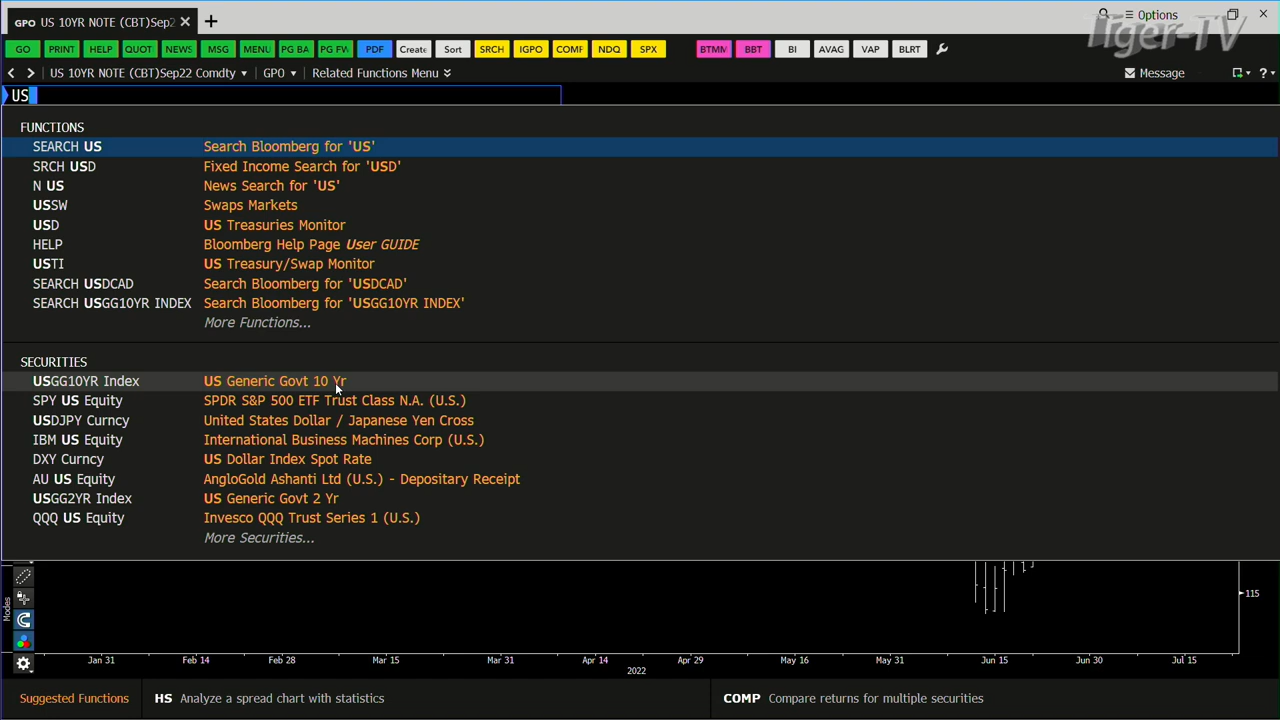 GPO US 10YR NOTE (CBT)Sep2
Options
Tiger-TV
GO PRINT HELP QUOT NEWS MSG MENU PG BA PG FW PDF Create Sort SRCH IGPO COMF NDQ SPX BTMM BBT BI AVAG VAP BLRT
US 10YR NOTE (CBT)Sep22 Comdty GPO Related Functions Menu Message ?
US
FUNCTIONS
SEARCH US Search Bloomberg for 'US'
SRCH USD Fixed Income Search for 'USD'
N US News Search for 'US'
USSW Swaps Markets
USD US Treasuries Monitor
HELP Bloomberg Help Page User GUIDE
USTI US Treasury/Swap Monitor
SEARCH USDCAD Search Bloomberg for 'USDCAD'
SEARCH USGG10YR INDEX Search Bloomberg for 'USGG10YR INDEX'
More Functions...
SECURITIES
USGG10YR Index US Generic Govt 10 Yr
SPY US Equity SPDR S&P 500 ETF Trust Class N.A. (U.S.)
USDJPY Curncy United States Dollar / Japanese Yen Cross
IBM US Equity International Business Machines Corp (U.S.)
DXY Curncy US Dollar Index Spot Rate
AU US Equity AngloGold Ashanti Ltd (U.S.) - Depositary Receipt
USGG2YR Index US Generic Govt 2 Yr
QQQ US Equity Invesco QQQ Trust Series 1 (U.S.)
More Securities...
Modes
115
Jan 31 Feb 14 Feb 28 Mar 15 Mar 31 Apr 14 Apr 29 May 16 May 31 Jun 15 Jun 30 Jul 15
2022
Suggested Functions HS Analyze a spread chart with statistics COMP Compare returns for multiple securities